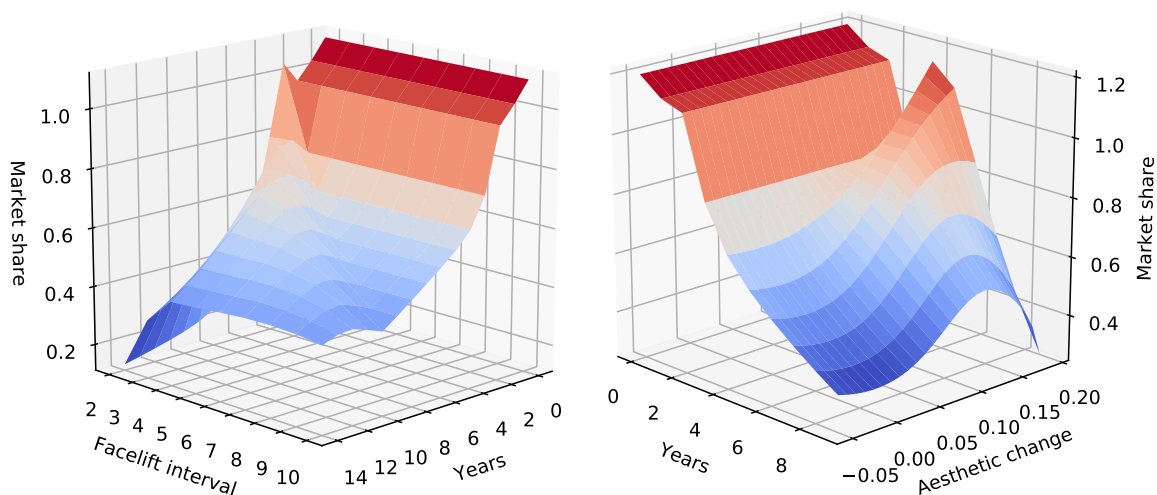 1.0
0.8
0.6
0.4
0.2
Market share
2 3 4 5 6 7 8 9 10
Facelift interval
14 12 10 8 6 4 2 0
Years
0 2 4 6 8
Years
−0.05 0.00 0.05 0.10 0.15 0.20
Aesthetic change
1.2
1.0
0.8
0.6
0.4
Market share